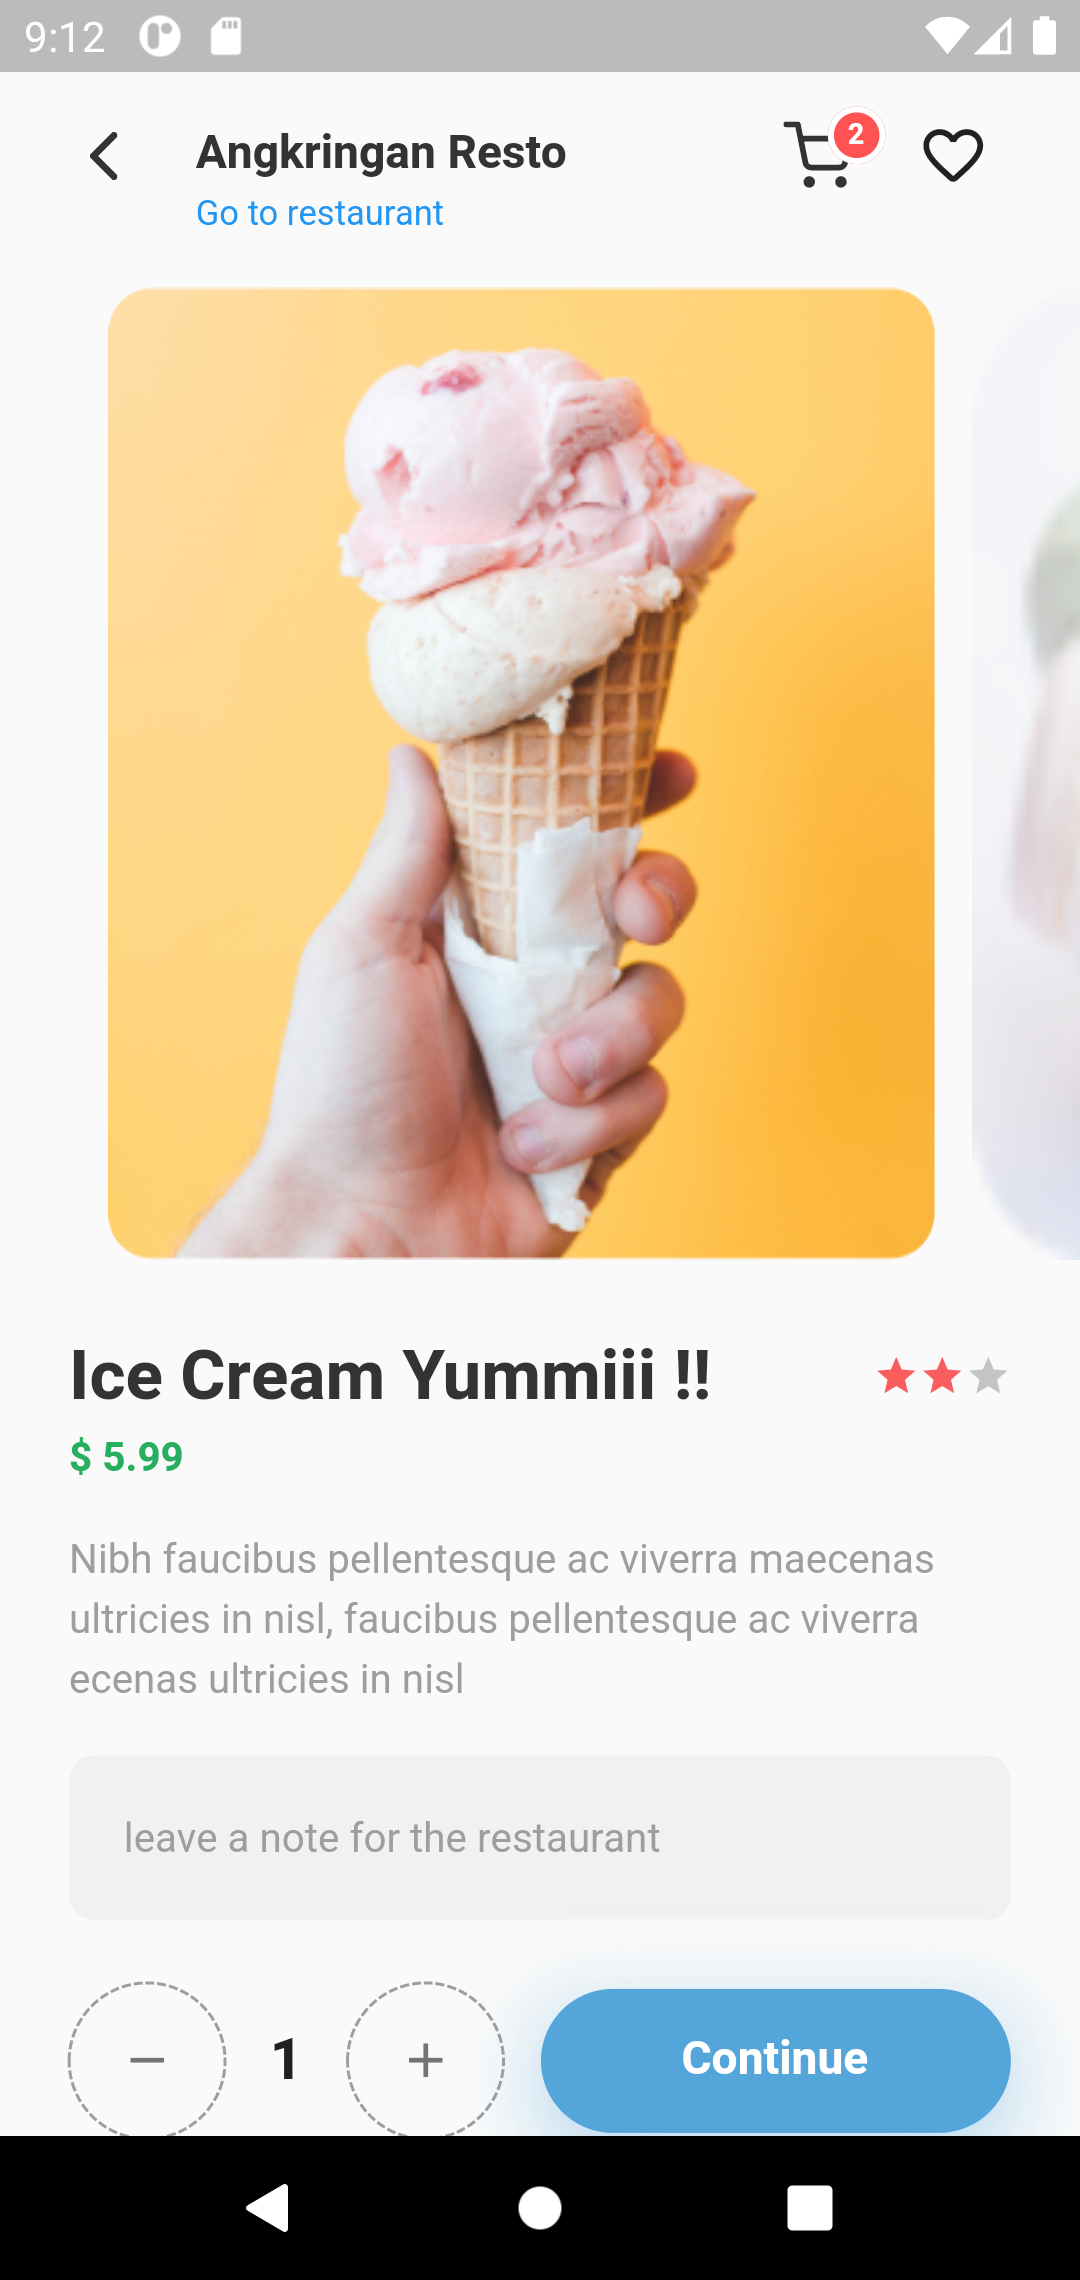 9:12
Angkringan Resto
2
Go to restaurant
Ice Cream Yummiii !!
$ 5.99
Nibh faucibus pellentesque ac viverra maecenas
ultricies in nisl, faucibus pellentesque ac viverra
ecenas ultricies in nisl
leave a note for the restaurant
1
Continue